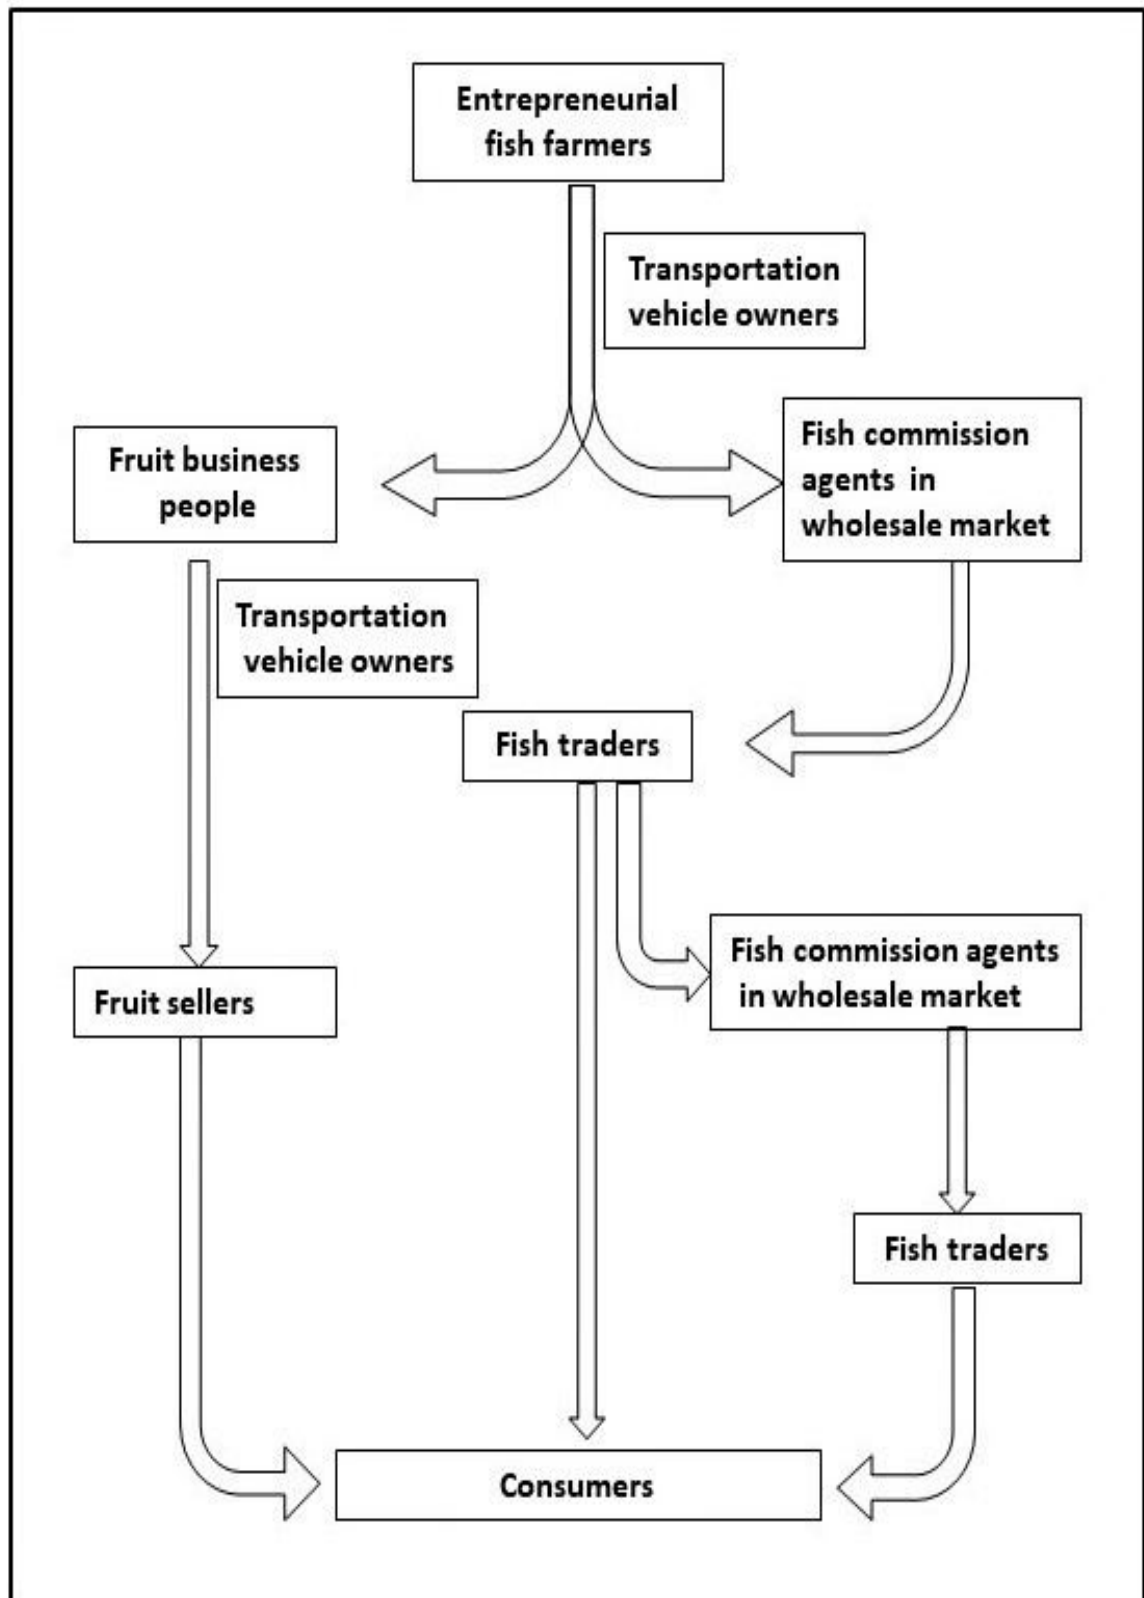 Entrepreneurial
fish farmers
Transportation
vehicle owners
Fruit business
people
Fish commission
agents in
wholesale market
Transportation
vehicle owners
Fish traders
Fish commission agents
in wholesale market
Fruit sellers
Fish traders
Consumers